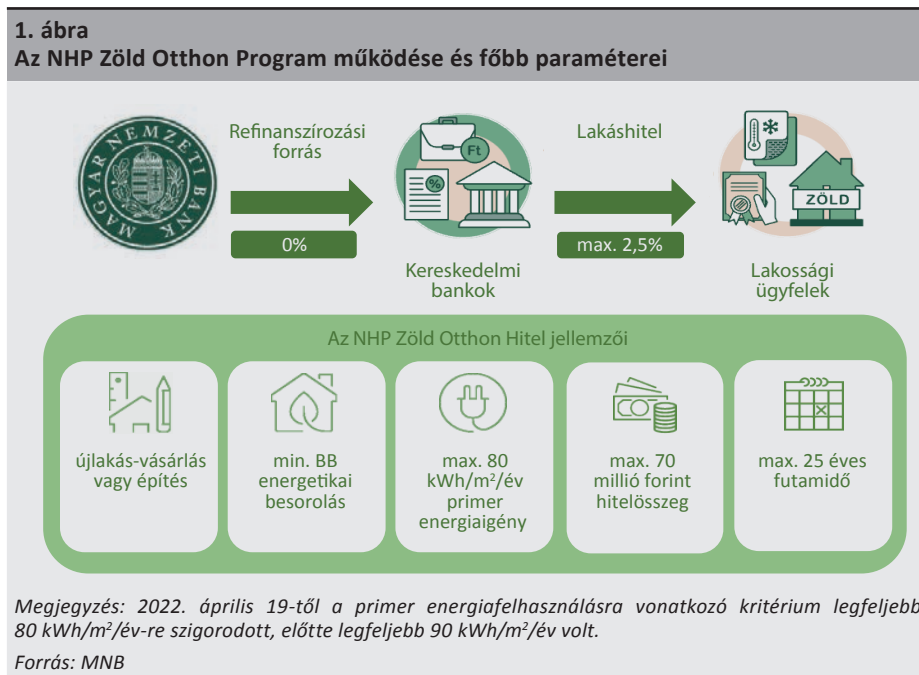 1. ábra
Az NHP Zöld Otthon Program működése és főbb paraméterei
MAGYAR NEMZETI BANK
Refinanszírozási
forrás
0%
Ft
%
Kereskedelmi
bankok
Lakáshitel
max. 2,5%
ZÖLD
Lakossági
ügyfelek
Az NHP Zöld Otthon Hitel jellemzői
újlakás-vásárlás
vagy építés
min. BB
energetikai
besorolás
max. 80
kWh/m²/év
primer
energiaigény
max. 70
millió forint
hitelösszeg
max. 25 éves
futamidő
Megjegyzés: 2022. április 19-től a primer energiafelhasználásra vonatkozó kritérium legfeljebb
80 kWh/m²/év-re szigorodott, előtte legfeljebb 90 kWh/m²/év volt.
Forrás: MNB